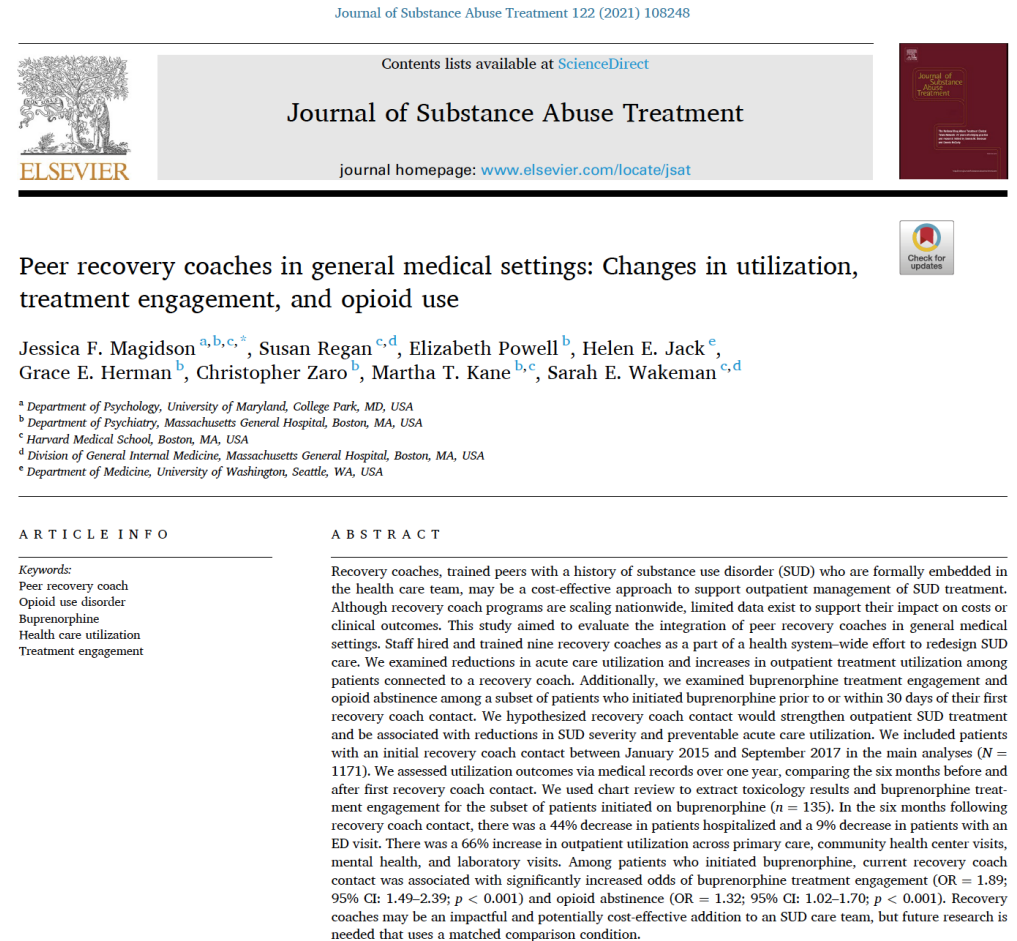 Journal of Substance Abuse Treatment 122 (2021) 108248
Contents lists available at ScienceDirect
Journal of Substance Abuse Treatment
journal homepage: www.elsevier.com/locate/jsat
ELSEVIER
Journal of
Substance
Abuse
Treatment
Check for
updates
Peer recovery coaches in general medical settings: Changes in utilization,
treatment engagement, and opioid use
Jessica F. Magidson a,b,c,*, Susan Regan c,d, Elizabeth Powell b, Helen E. Jack e,
Grace E. Herman b, Christopher Zaro b, Martha T. Kane b,c, Sarah E. Wakeman c,d
a Department of Psychology, University of Maryland, College Park, MD, USA
b Department of Psychiatry, Massachusetts General Hospital, Boston, MA, USA
c Harvard Medical School, Boston, MA, USA
d Division of General Internal Medicine, Massachusetts General Hospital, Boston, MA, USA
e Department of Medicine, University of Washington, Seattle, WA, USA
ARTICLE INFO
Keywords:
Peer recovery coach
Opioid use disorder
Buprenorphine
Health care utilization
Treatment engagement
ABSTRACT
Recovery coaches, trained peers with a history of substance use disorder (SUD) who are formally embedded in
the health care team, may be a cost-effective approach to support outpatient management of SUD treatment.
Although recovery coach programs are scaling nationwide, limited data exist to support their impact on costs or
clinical outcomes. This study aimed to evaluate the integration of peer recovery coaches in general medical
settings. Staff hired and trained nine recovery coaches as a part of a health system–wide effort to redesign SUD
care. We examined reductions in acute care utilization and increases in outpatient treatment utilization among
patients connected to a recovery coach. Additionally, we examined buprenorphine treatment engagement and
opioid abstinence among a subset of patients who initiated buprenorphine prior to or within 30 days of their first
recovery coach contact. We hypothesized recovery coach contact would strengthen outpatient SUD treatment
and be associated with reductions in SUD severity and preventable acute care utilization. We included patients
with an initial recovery coach contact between January 2015 and September 2017 in the main analyses (N =
1171). We assessed utilization outcomes via medical records over one year, comparing the six months before and
after first recovery coach contact. We used chart review to extract toxicology results and buprenorphine treat-
ment engagement for the subset of patients initiated on buprenorphine (n = 135). In the six months following
recovery coach contact, there was a 44% decrease in patients hospitalized and a 9% decrease in patients with an
ED visit. There was a 66% increase in outpatient utilization across primary care, community health center visits,
mental health, and laboratory visits. Among patients who initiated buprenorphine, current recovery coach
contact was associated with significantly increased odds of buprenorphine treatment engagement (OR = 1.89;
95% CI: 1.49–2.39; p < 0.001) and opioid abstinence (OR = 1.32; 95% CI: 1.02–1.70; p < 0.001). Recovery
coaches may be an impactful and potentially cost-effective addition to an SUD care team, but future research is
needed that uses a matched comparison condition.